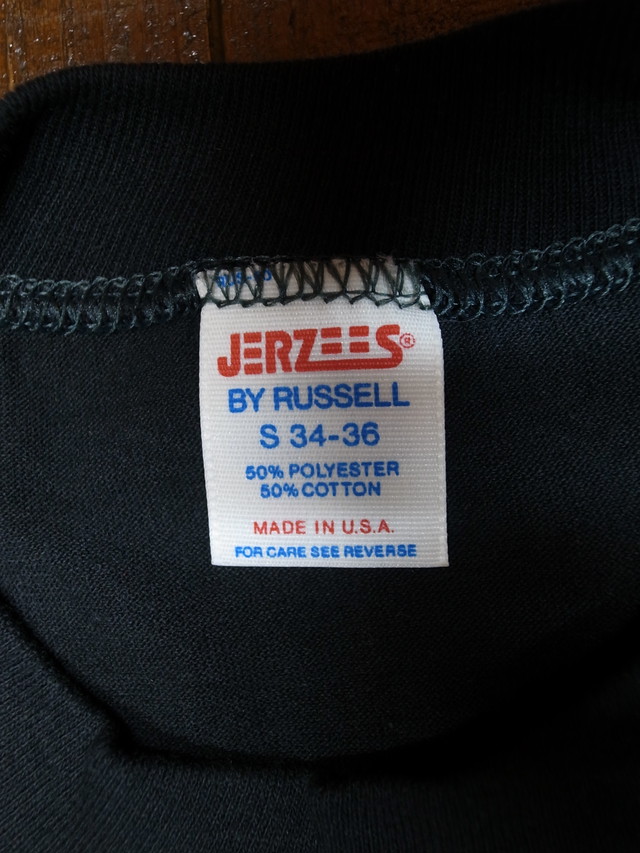 JERZEES®
BY RUSSELL
S 34-36
50% POLYESTER
50% COTTON
MADE IN U.S.A.
FOR CARE SEE REVERSE